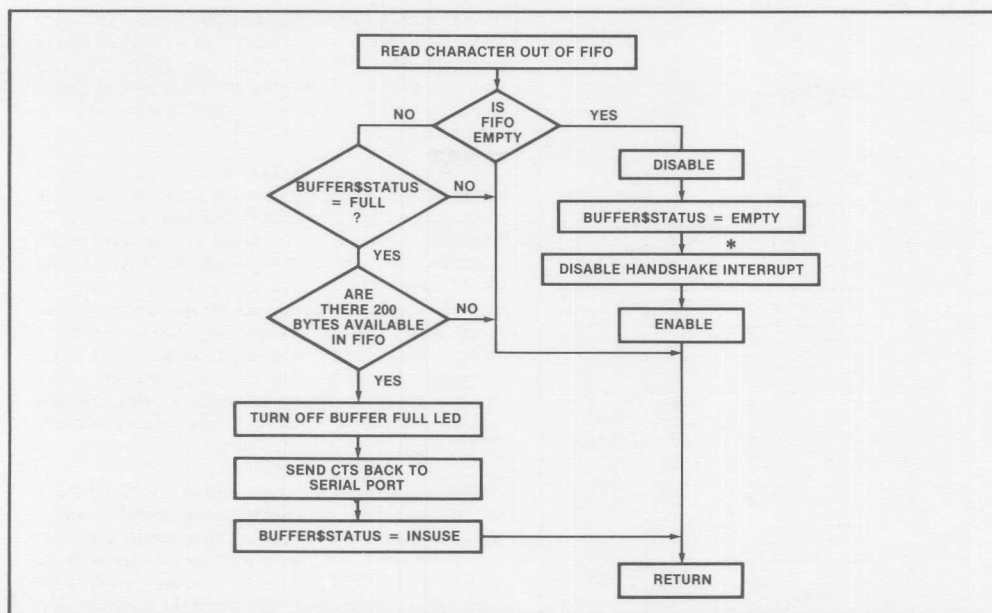 READ CHARACTER OUT OF FIFO
IS
FIFO
EMPTY
NO
YES
DISABLE
BUFFER$STATUS
= FULL
?
NO
BUFFER$STATUS = EMPTY
*
YES
DISABLE HANDSHAKE INTERRUPT
ARE
THERE 200
BYTES AVAILABLE
IN FIFO
NO
ENABLE
YES
TURN OFF BUFFER FULL LED
SEND CTS BACK TO
SERIAL PORT
BUFFER$STATUS = INSUSE
RETURN